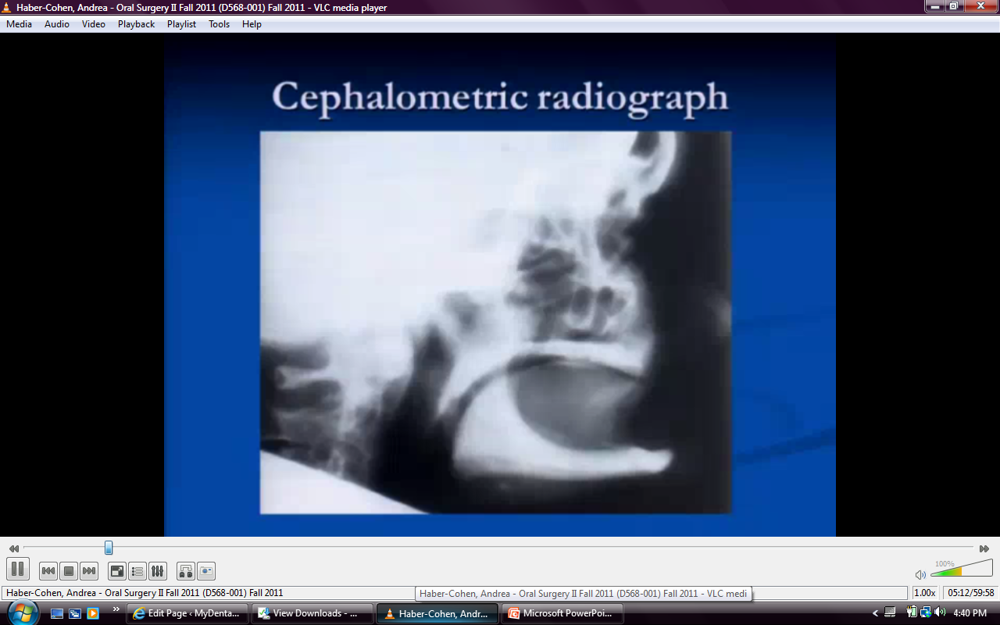 Haber-Cohen, Andrea - Oral Surgery II Fall 2011 (D568-001) Fall 2011 - VLC media player
Media Audio Video Playback Playlist Tools Help
Cephalometric radiograph
100%
Haber-Cohen, Andrea - Oral Surgery II Fall 2011 (D568-001) Fall 2011
Haber-Cohen, Andrea - Oral Surgery II Fall 2011 (D568-001) Fall 2011 - VLC medi
1.00x
05:12/59:58
Edit Page ‹ MyDenta...
View Downloads - ...
Haber-Cohen, Andr...
Microsoft PowerPoi...
4:40 PM